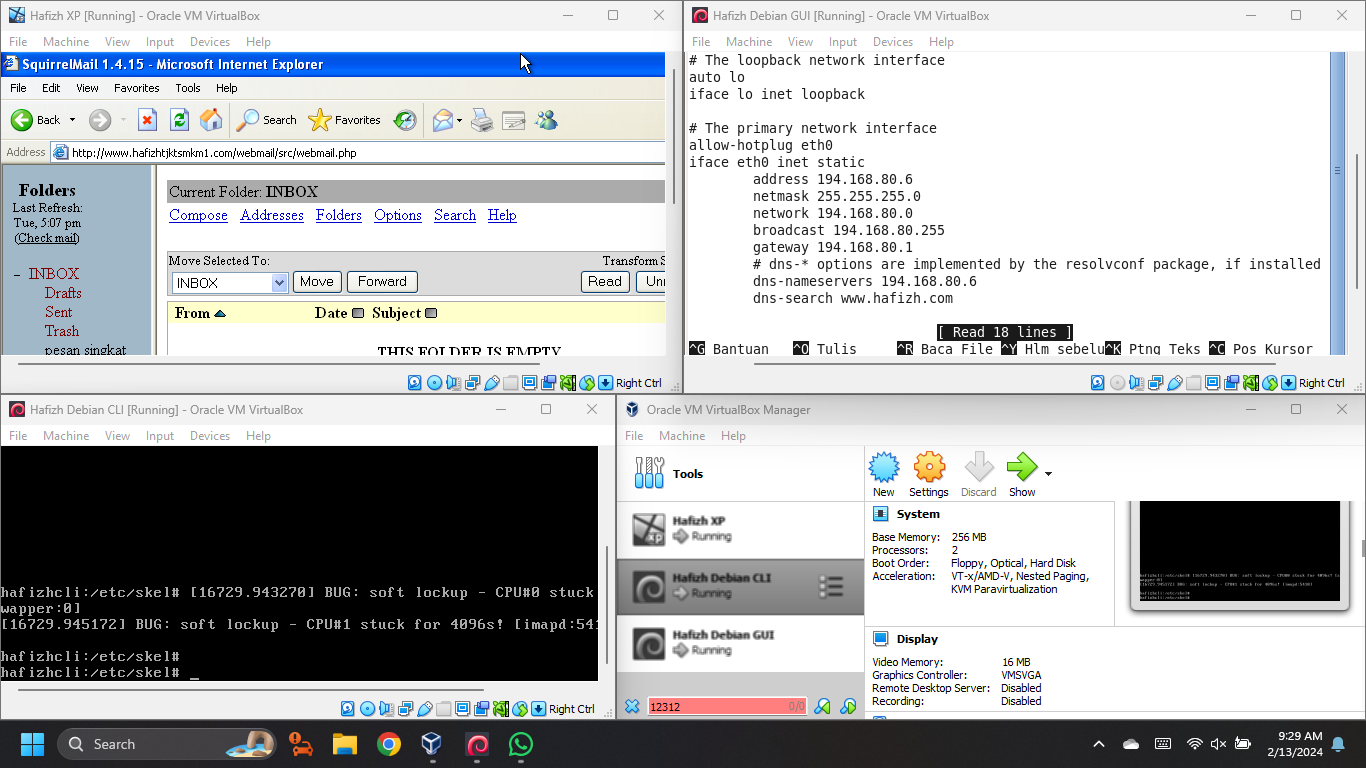 Hafizh XP [Running] - Oracle VM VirtualBox
File Machine View Input Devices Help
SquirrelMail 1.4.15 - Microsoft Internet Explorer
File Edit View Favorites Tools Help
Back Search Favorites
Address http://www.hafizhtjktsmkm1.com/webmail/src/webmail.php
Folders
Last Refresh:
Tue, 5:07 pm
(Check mail)
– INBOX
Drafts
Sent
Trash
pesan singkat
Current Folder: INBOX
Compose Addresses Folders Options Search Help
Move Selected To: Transform S
INBOX Move Forward Read Unr
From Date Subject
THIS FOLDER IS EMPTY
Right Ctrl
Hafizh Debian GUI [Running] - Oracle VM VirtualBox
File Machine View Input Devices Help
# The loopback network interface
auto lo
iface lo inet loopback
# The primary network interface
allow-hotplug eth0
iface eth0 inet static
address 194.168.80.6
netmask 255.255.255.0
network 194.168.80.0
broadcast 194.168.80.255
gateway 194.168.80.1
# dns-* options are implemented by the resolvconf package, if installed
dns-nameservers 194.168.80.6
dns-search www.hafizh.com
[ Read 18 lines ]
^G Bantuan ^O Tulis ^R Baca File ^Y Hlm sebelu^K Ptng Teks ^C Pos Kursor
Right Ctrl
Hafizh Debian CLI [Running] - Oracle VM VirtualBox
File Machine View Input Devices Help
hafizhcli:/etc/skel# [16729.943270] BUG: soft lockup - CPU#0 stuck
wapper:0]
[16729.945172] BUG: soft lockup - CPU#1 stuck for 4096s! [imapd:541
hafizhcli:/etc/skel#
hafizhcli:/etc/skel# _
Right Ctrl
Oracle VM VirtualBox Manager
File Machine Help
Tools
Hafizh XP
Running
Hafizh Debian CLI
Running
Hafizh Debian GUI
Running
12312 0/0
New Settings Discard Show
System
Base Memory: 256 MB
Processors: 2
Boot Order: Floppy, Optical, Hard Disk
Acceleration: VT-x/AMD-V, Nested Paging,
KVM Paravirtualization
Display
Video Memory: 16 MB
Graphics Controller: VMSVGA
Remote Desktop Server: Disabled
Recording: Disabled
Search
9:29 AM
2/13/2024